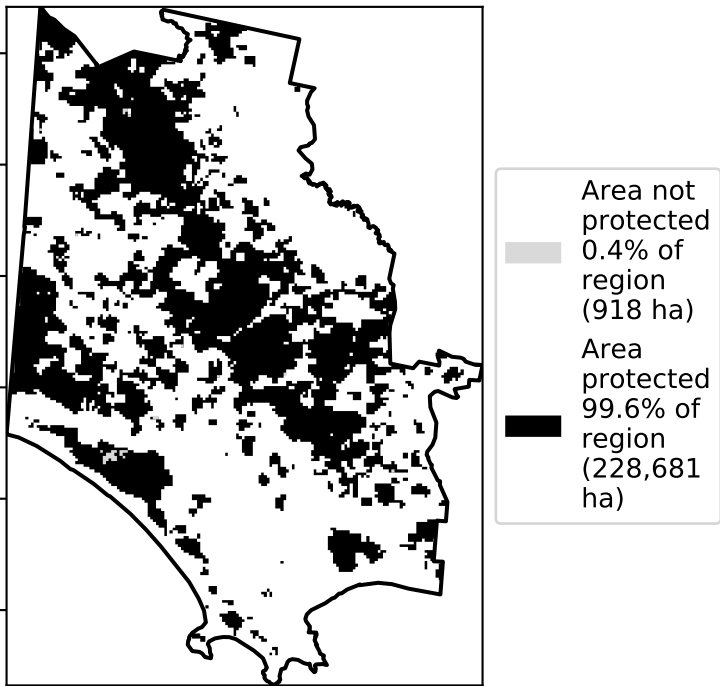 Area not
protected
0.4% of
region
(918 ha)
Area
protected
99.6% of
region
(228,681
ha)